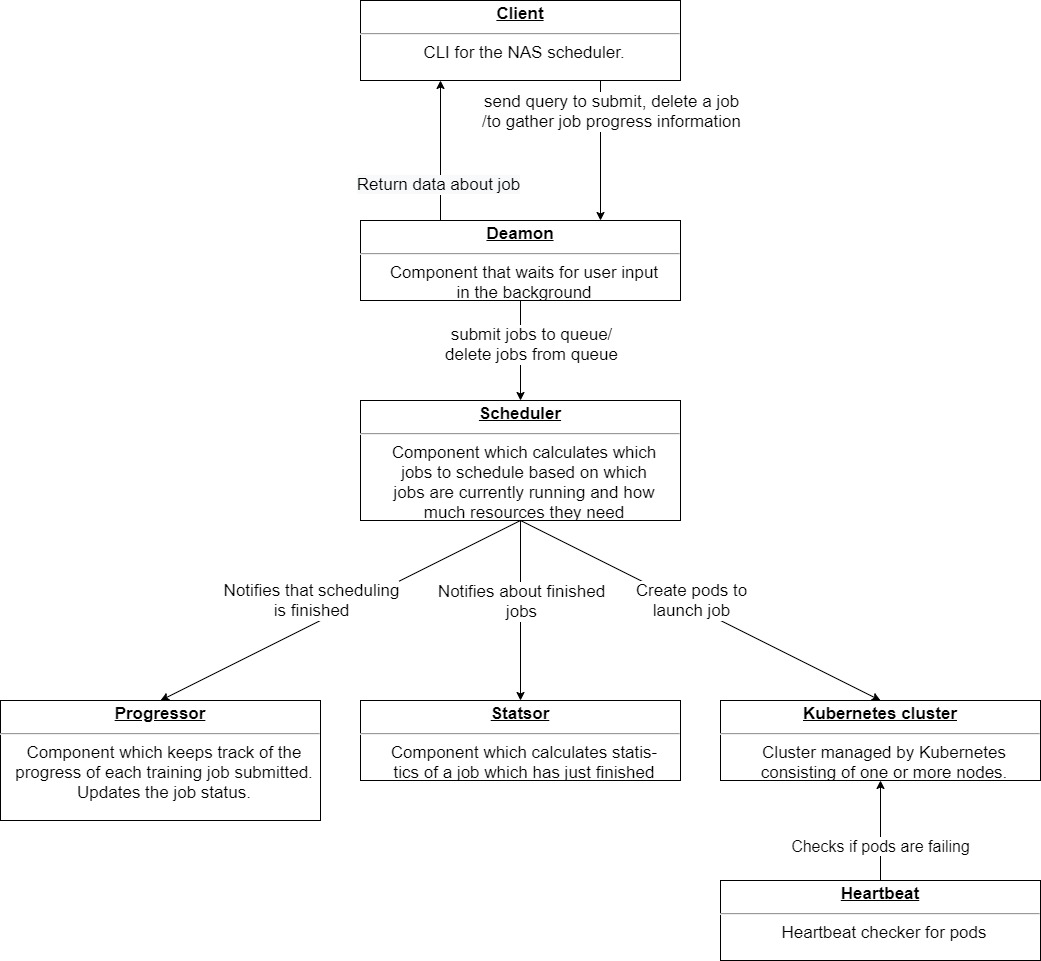 Client
CLI for the NAS scheduler.
send query to submit, delete a job
/to gather job progress information
Return data about job
Deamon
Component that waits for user input
in the background
submit jobs to queue/
delete jobs from queue
Scheduler
Component which calculates which
jobs to schedule based on which
jobs are currently running and how
much resources they need
Notifies that scheduling
is finished
Notifies about finished
jobs
Create pods to
launch job
Progressor
Component which keeps track of the
progress of each training job submitted.
Updates the job status.
Statsor
Component which calculates statis-
tics of a job which has just finished
Kubernetes cluster
Cluster managed by Kubernetes
consisting of one or more nodes.
Checks if pods are failing
Heartbeat
Heartbeat checker for pods